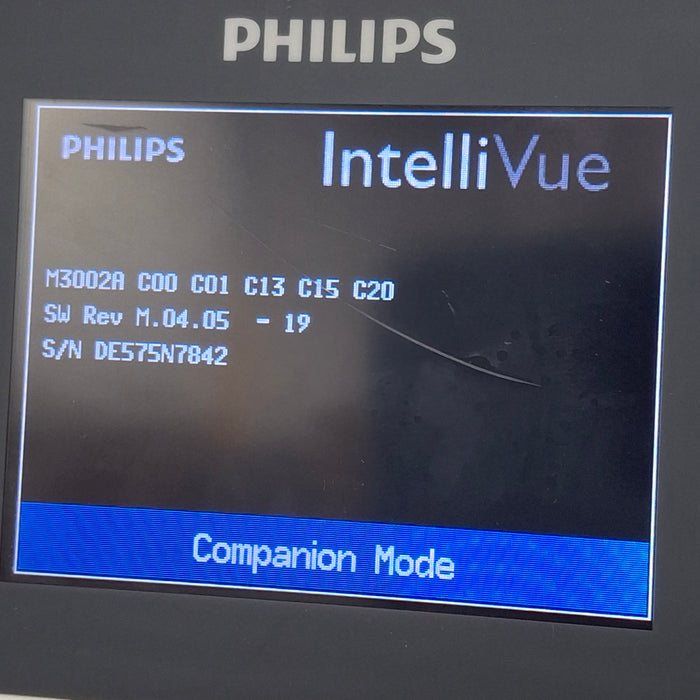 PHILIPS
PHILIPS IntelliVue
M3002A C00 C01 C13 C15 C20
SW Rev M.04.05 - 19
S/N DE575N7842
Companion Mode